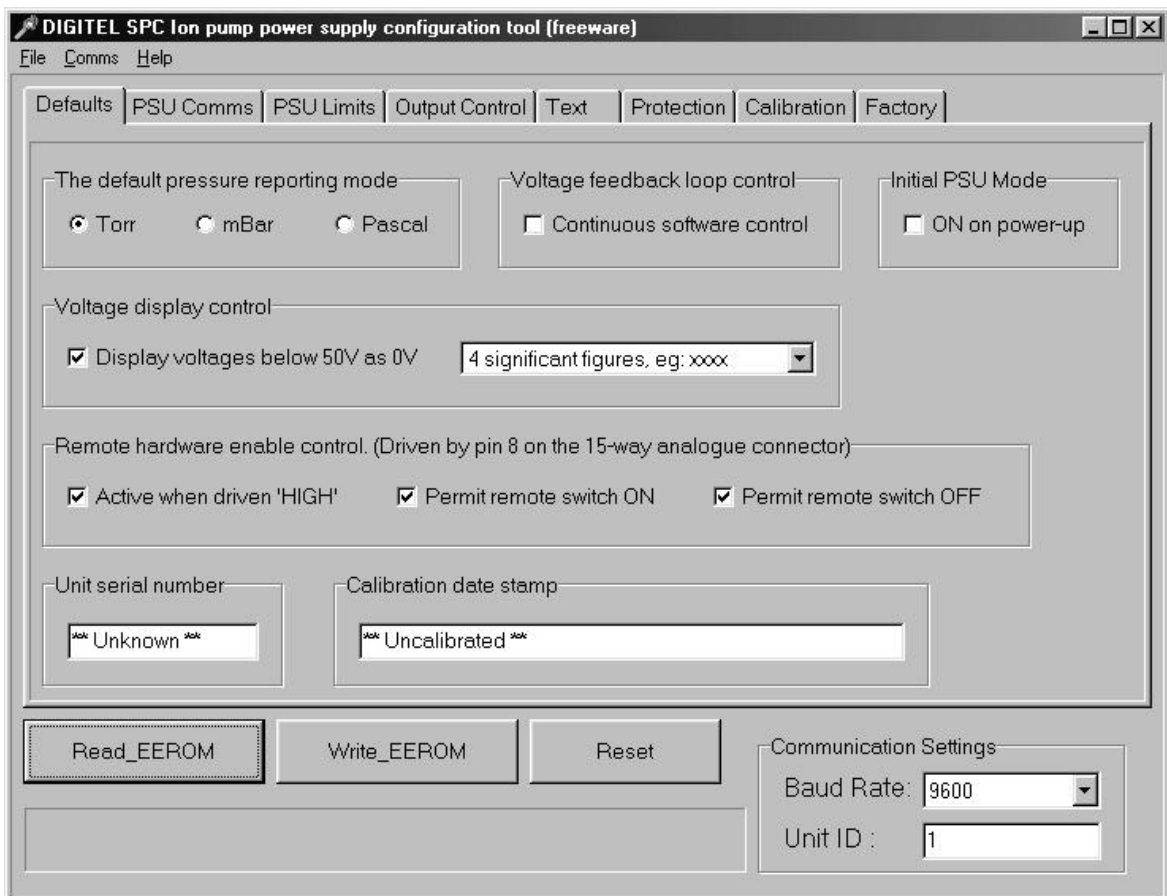 DIGITEL SPC Ion pump power supply configuration tool (freeware)
File Comms Help
Defaults PSU Comms PSU Limits Output Control Text Protection Calibration Factory
The default pressure reporting mode Voltage feedback loop control Initial PSU Mode
Torr mBar Pascal Continuous software control ON on power-up
Voltage display control
Display voltages below 50V as 0V 4 significant figures, eg: xxxx
Remote hardware enable control. (Driven by pin 8 on the 15-way analogue connector)
Active when driven 'HIGH' Permit remote switch ON Permit remote switch OFF
Unit serial number Calibration date stamp
** Unknown ** ** Uncalibrated **
Read_EEROM Write_EEROM Reset
Communication Settings
Baud Rate: 9600
Unit ID : 1